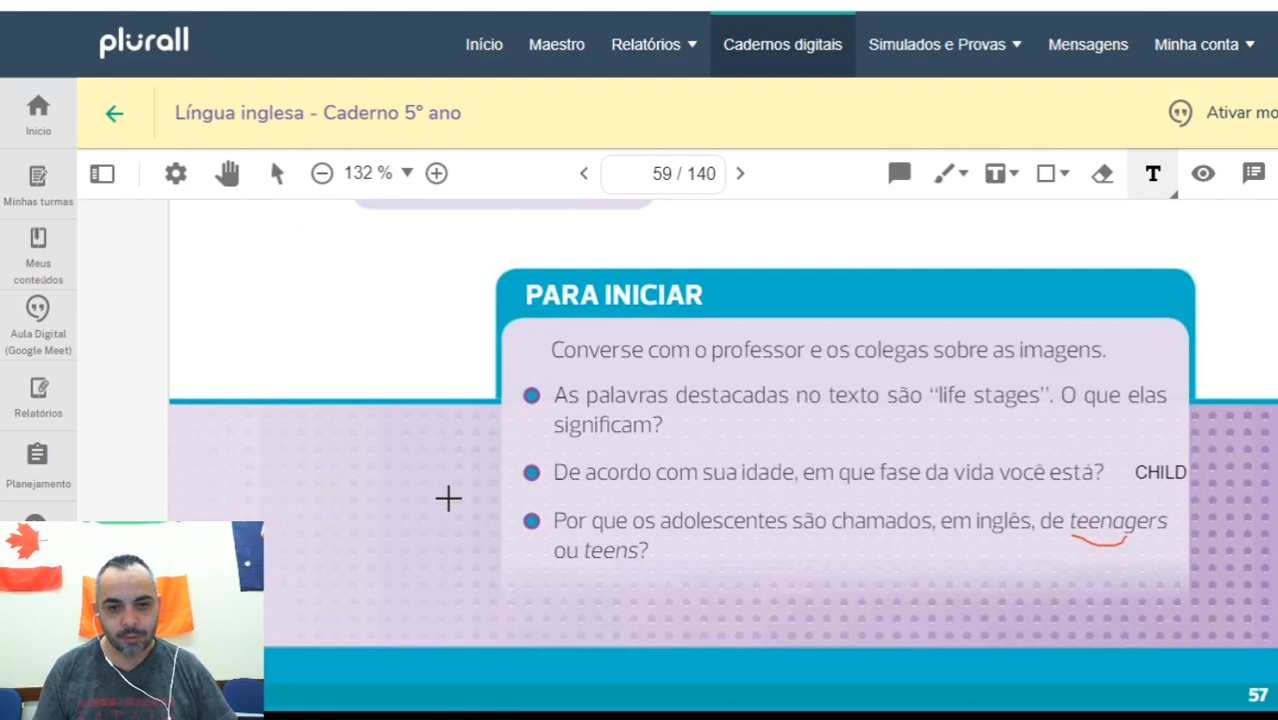 plurall
Início Maestro Relatórios Cadernos digitais Simulados e Provas Mensagens Minha conta
Inicio
Língua inglesa - Caderno 5º ano
Ativar mo
Minhas turmas
132 %
59 / 140
T
T
Meus
conteúdos
Aula Digital
(Google Meet)
Relatórios
Planejamento
PARA INICIAR
Converse com o professor e os colegas sobre as imagens.
As palavras destacadas no texto são “life stages”. O que elas
significam?
De acordo com sua idade, em que fase da vida você está? CHILD
Por que os adolescentes são chamados, em inglês, de teenagers
ou teens?
57